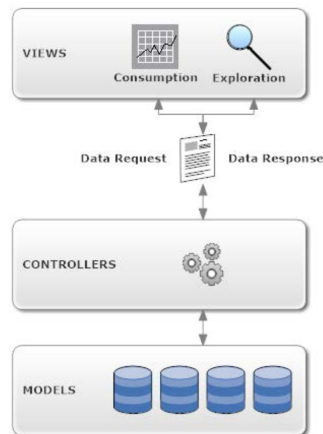 VIEWS
Consumption Exploration
Data Request Data Response
CONTROLLERS
MODELS